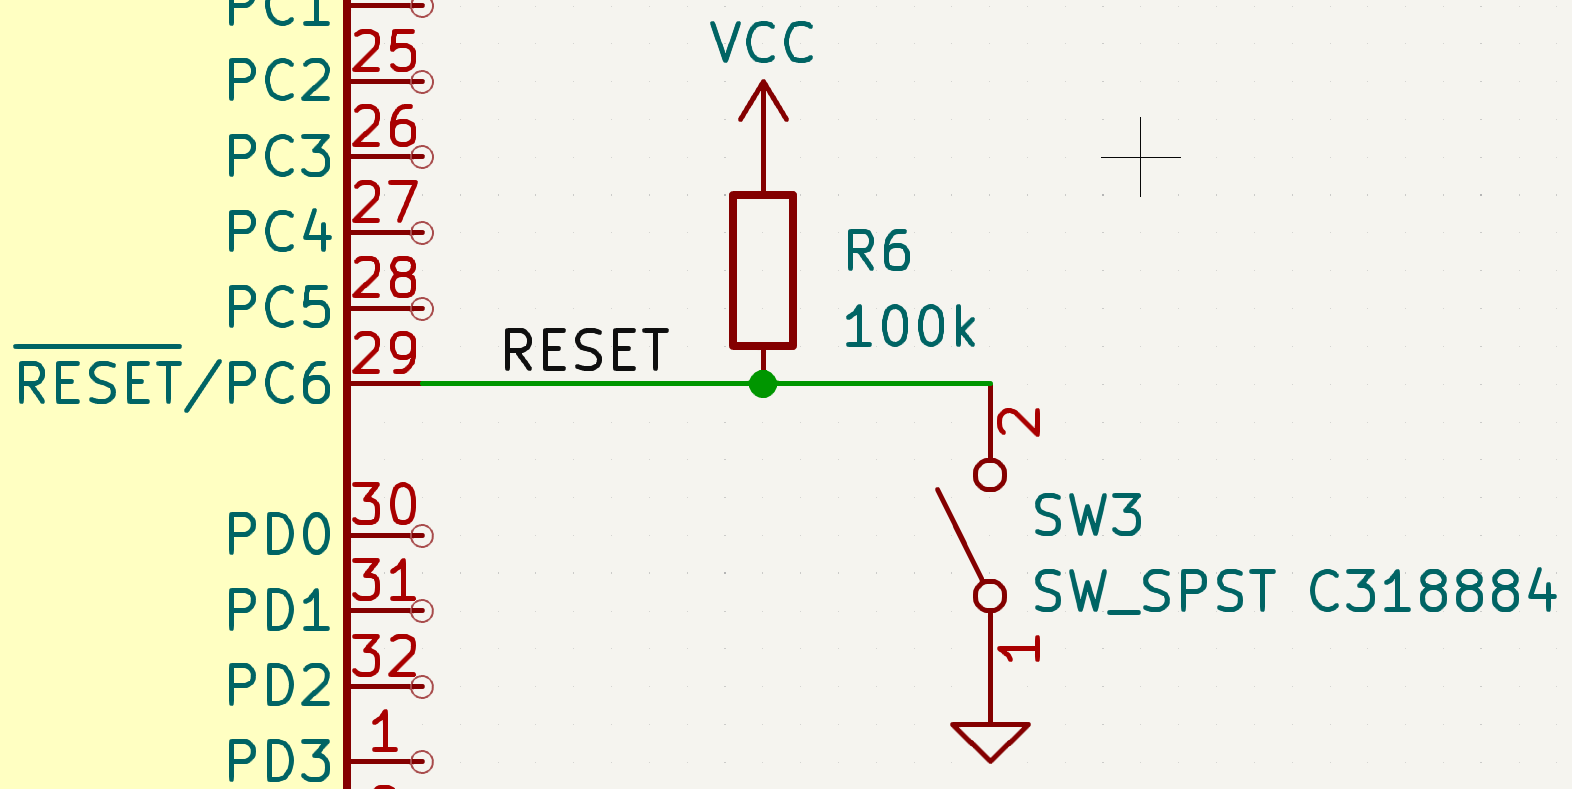 PC1
VCC
25
PC2
26
PC3
27
PC4
R6
28
PC5
100k
29
RESET
RESET/PC6
2
30
PD0
SW3
31
PD1
SW_SPST C318884
32
PD2
1
1
PD3